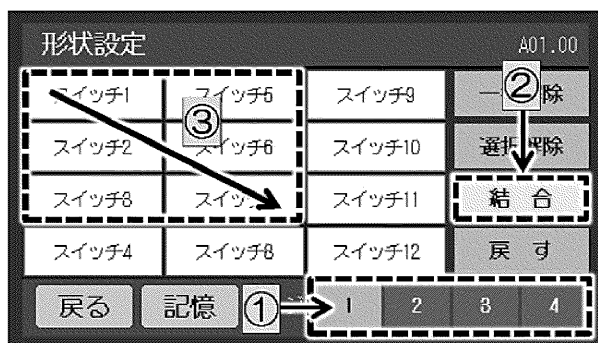 形状設定 A01.00
スイッチ1 スイッチ5 スイッチ9 ②
スイッチ2 ③ スイッチ6 スイッチ10 選択解除
スイッチ3 スイッチ11 結 合
スイッチ4 スイッチ8 スイッチ12 戻 す
戻る 記憶 ① 1 2 3 4